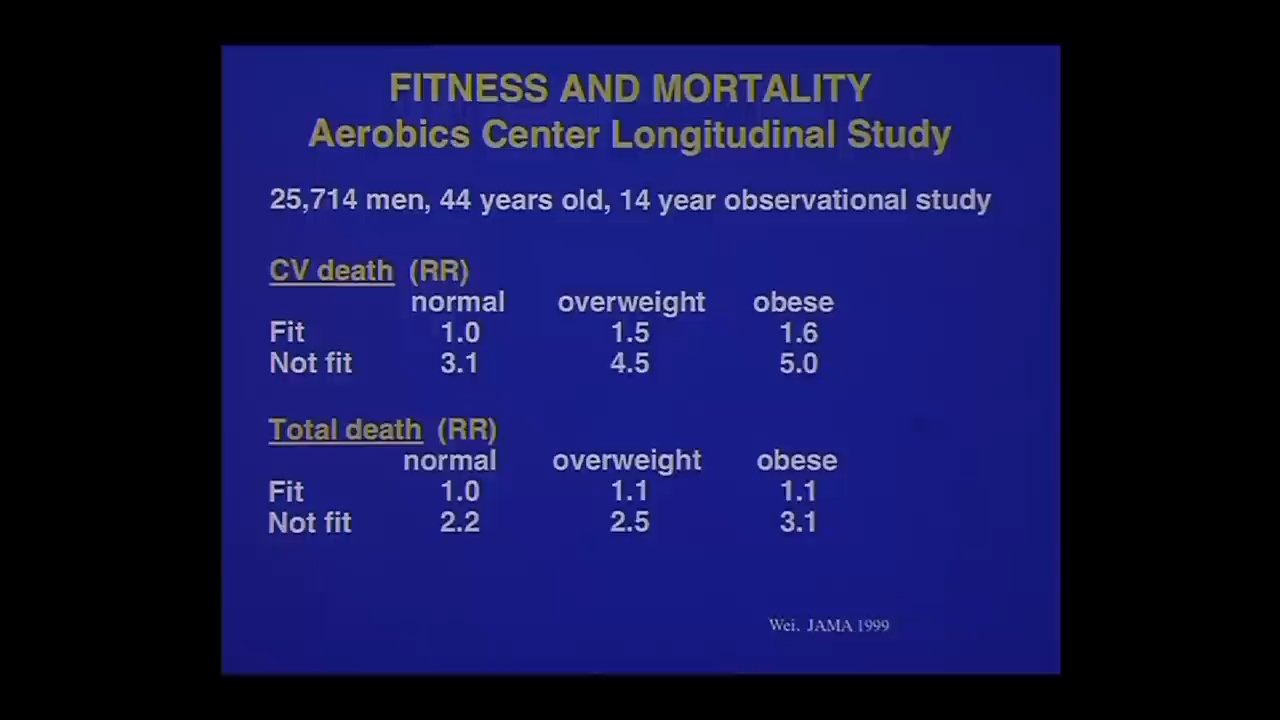 FITNESS AND MORTALITY
Aerobics Center Longitudinal Study
25,714 men, 44 years old, 14 year observational study
CV death (RR)
normal overweight obese
Fit 1.0 1.5 1.6
Not fit 3.1 4.5 5.0
Total death (RR)
normal overweight obese
Fit 1.0 1.1 1.1
Not fit 2.2 2.5 3.1
Wei. JAMA 1999